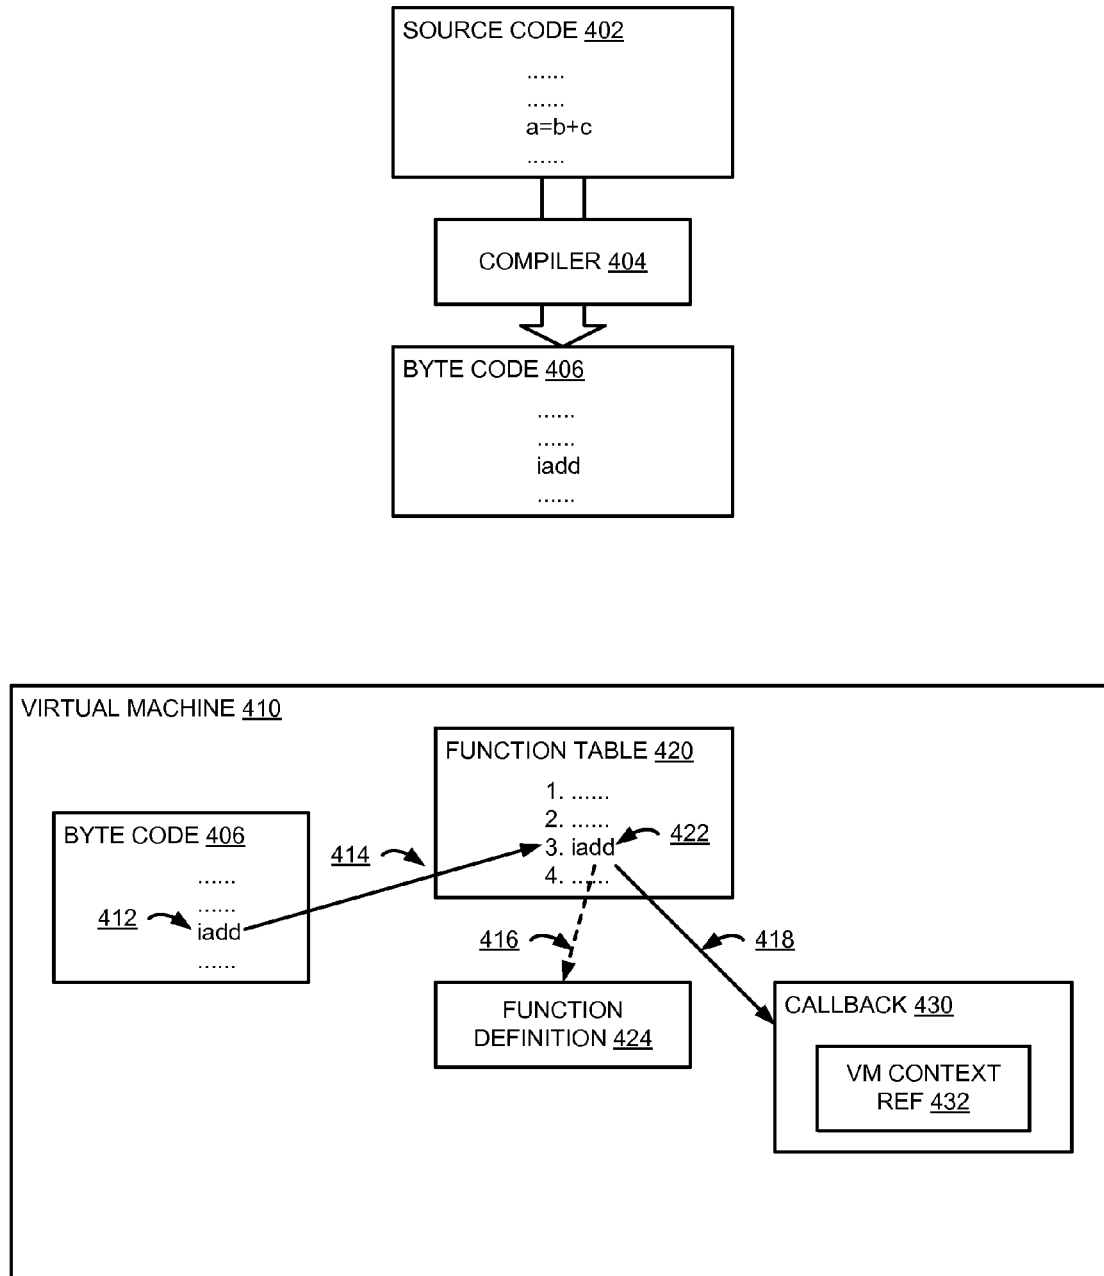 SOURCE CODE 402
......
......
a=b+c
......
COMPILER 404
BYTE CODE 406
......
......
iadd
......
VIRTUAL MACHINE 410
FUNCTION TABLE 420
1. ......
2. ......
3. iadd
4. ......
422
BYTE CODE 406
......
......
iadd
......
412
414
416
418
FUNCTION
DEFINITION 424
CALLBACK 430
VM CONTEXT
REF 432